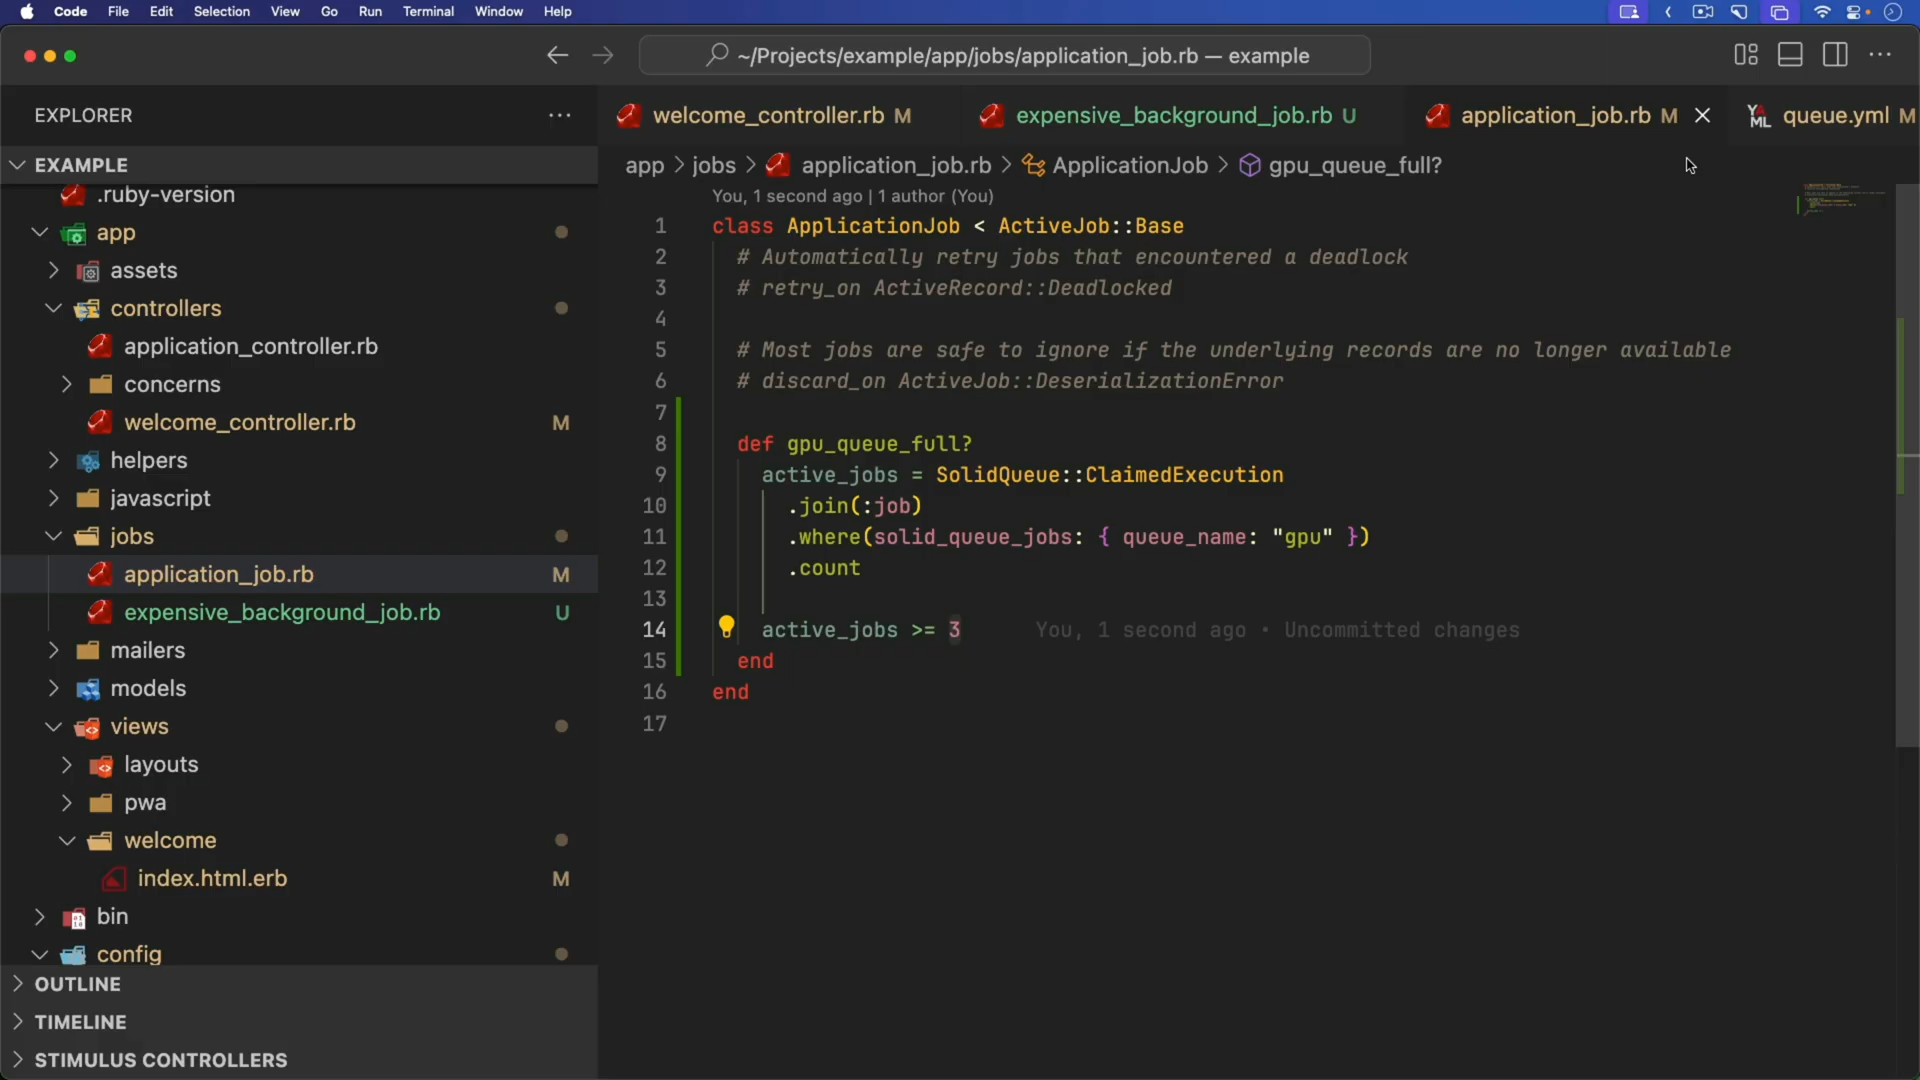 Code File Edit Selection View Go Run Terminal Window Help
~/Projects/example/app/jobs/application_job.rb — example
EXPLORER
EXAMPLE
.ruby-version
app
assets
controllers
application_controller.rb
concerns
welcome_controller.rb M
helpers
javascript
jobs
application_job.rb M
expensive_background_job.rb U
mailers
models
views
layouts
pwa
welcome
index.html.erb M
bin
config
OUTLINE
TIMELINE
STIMULUS CONTROLLERS
welcome_controller.rb M expensive_background_job.rb U application_job.rb M queue.yml M
app > jobs > application_job.rb > ApplicationJob > gpu_queue_full?
You, 1 second ago | 1 author (You)
1 class ApplicationJob < ActiveJob::Base
2 # Automatically retry jobs that encountered a deadlock
3 # retry_on ActiveRecord::Deadlocked
4
5 # Most jobs are safe to ignore if the underlying records are no longer available
6 # discard_on ActiveJob::DeserializationError
7
8 def gpu_queue_full?
9 active_jobs = SolidQueue::ClaimedExecution
10 .join(:job)
11 .where(solid_queue_jobs: { queue_name: "gpu" })
12 .count
13
14 active_jobs >= 3 You, 1 second ago • Uncommitted changes
15 end
16 end
17